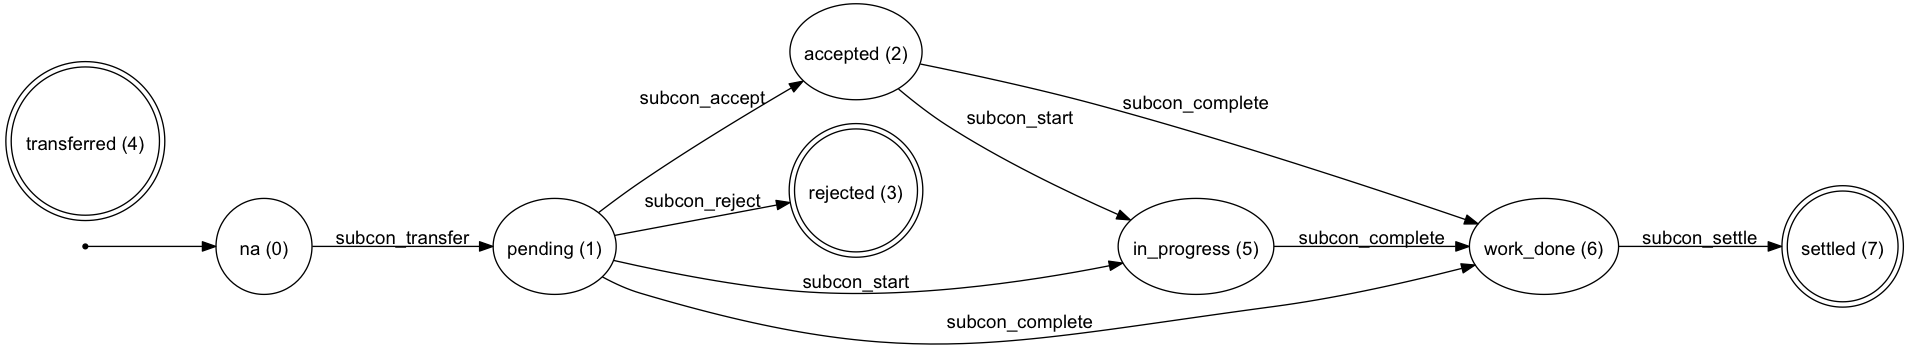 accepted (2)
subcon_accept
subcon_complete
subcon_start
transferred (4)
rejected (3)
subcon_reject
na (0)
subcon_transfer
pending (1)
in_progress (5)
subcon_complete
work_done (6)
subcon_settle
settled (7)
subcon_start
subcon_complete